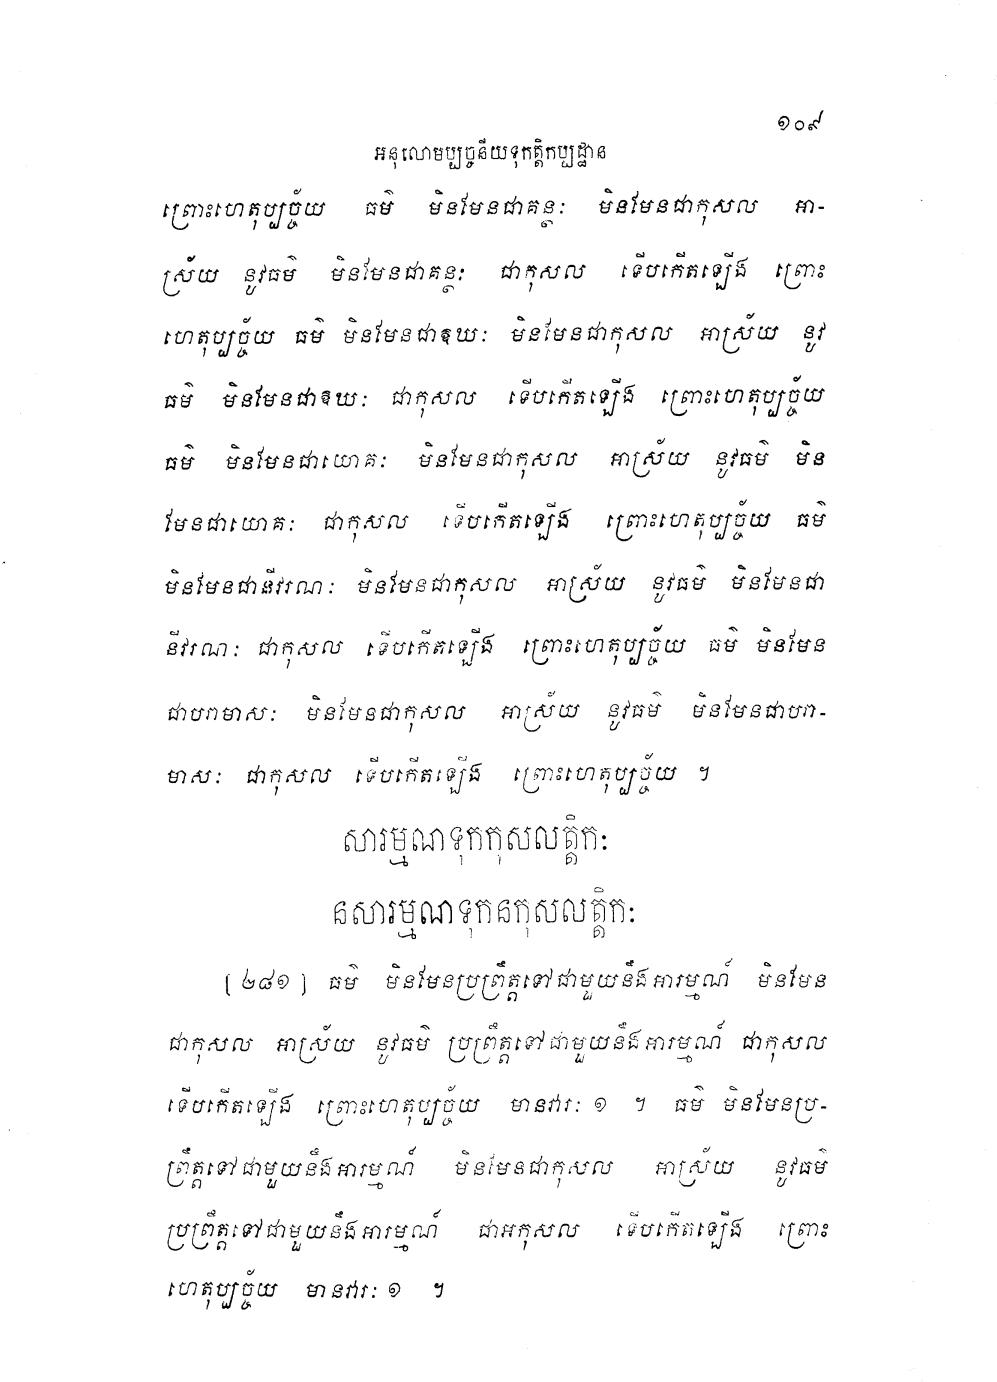 ១០៩
អនុលោមប្បច្ចនីយទុកត្តិកប្បដ្ឋាន
ព្រោះហេតុប្បច្ច័យ ធម៌ មិនមែនជាគន្ថៈ មិនមែនជាកុសល អា-
ស្រ័យ នូវធម៌ មិនមែនជាគន្ថៈ ជាកុសល ទើបកើតឡើង ព្រោះ
ហេតុប្បច្ច័យ ធម៌ មិនមែនជាឱឃៈ មិនមែនជាកុសល អាស្រ័យ នូវ
ធម៌ មិនមែនជាឱឃៈ ជាកុសល ទើបកើតឡើង ព្រោះហេតុប្បច្ច័យ
ធម៌ មិនមែនជាយោគៈ មិនមែនជាកុសល អាស្រ័យ នូវធម៌ មិន
មែនជាយោគៈ ជាកុសល ទើបកើតឡើង ព្រោះហេតុប្បច្ច័យ ធម៌
មិនមែនជានីវរណៈ មិនមែនជាកុសល អាស្រ័យ នូវធម៌ មិនមែនជា
នីវរណៈ ជាកុសល ទើបកើតឡើង ព្រោះហេតុប្បច្ច័យ ធម៌ មិនមែន
ជាបរាមាសៈ មិនមែនជាកុសល អាស្រ័យ នូវធម៌ មិនមែនជាបរា-
មាសៈ ជាកុសល ទើបកើតឡើង ព្រោះហេតុប្បច្ច័យ ។
សារម្មណទុកកុសលត្តិកៈ
នសារម្មណទុកនកុសលត្តិកៈ
[២៨១] ធម៌ មិនមែនប្រព្រឹត្តទៅជាមួយនឹងអារម្មណ៍ មិនមែន
ជាកុសល អាស្រ័យ នូវធម៌ ប្រព្រឹត្តទៅជាមួយនឹងអារម្មណ៍ ជាកុសល
ទើបកើតឡើង ព្រោះហេតុប្បច្ច័យ មានវារៈ ១ ។ ធម៌ មិនមែនប្រ-
ព្រឹត្តទៅជាមួយនឹងអារម្មណ៍ មិនមែនជាកុសល អាស្រ័យ នូវធម៌
ប្រព្រឹត្តទៅជាមួយនឹងអារម្មណ៍ ជាអកុសល ទើបកើតឡើង ព្រោះ
ហេតុប្បច្ច័យ មានវារៈ ១ ។